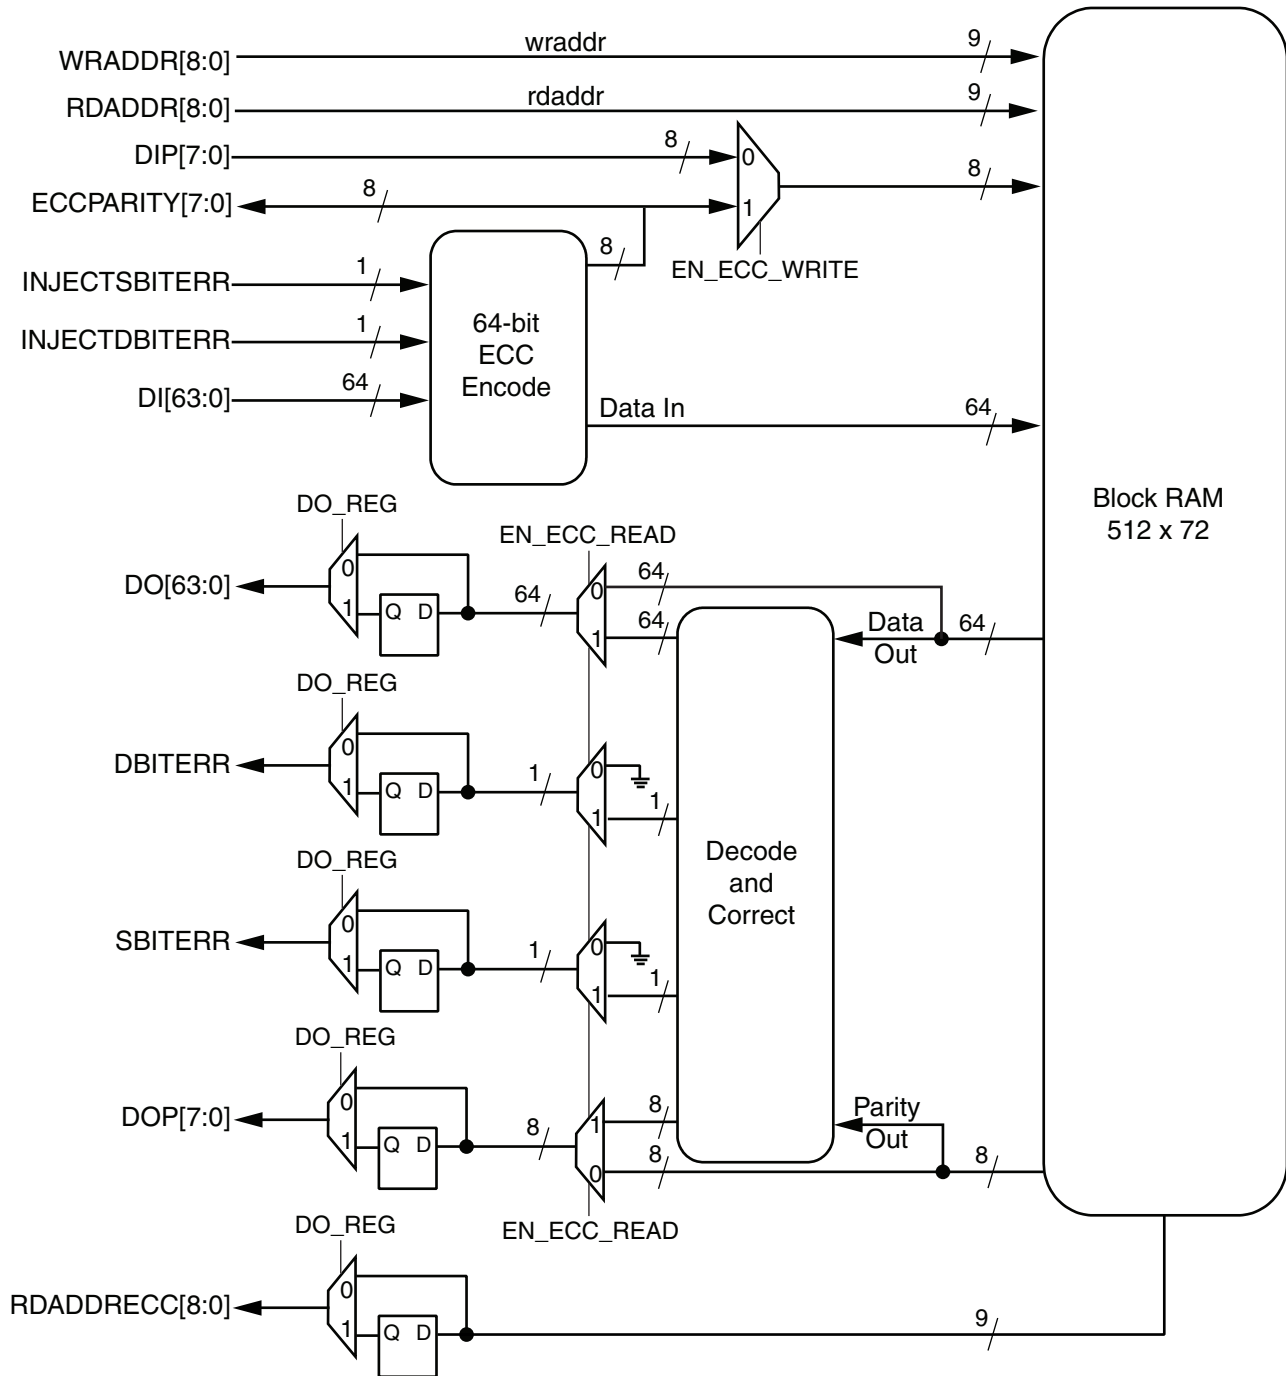 WRADDR[8:0] wraddr 9
RDADDR[8:0] rdaddr 9
DIP[7:0] 8 0
8
ECCPARITY[7:0] 8 1
8
EN_ECC_WRITE
INJECTSBITERR 1
INJECTDBITERR 1
DI[63:0] 64
64-bit
ECC
Encode
Data In 64
Block RAM
512 x 72
DO_REG
EN_ECC_READ
DO[63:0] 0
1 Q D 64
0 64
1 64
Data
Out
64
DO_REG
DBITERR 0
1 Q D 1
0
1 1
Decode
and
Correct
DO_REG
SBITERR 0
1 Q D 1
0
1 1
DO_REG
DOP[7:0] 0
1 Q D 8
1 8
0 8
Parity
Out
8
EN_ECC_READ
DO_REG
RDADDRECC[8:0] 0
1 Q D 9